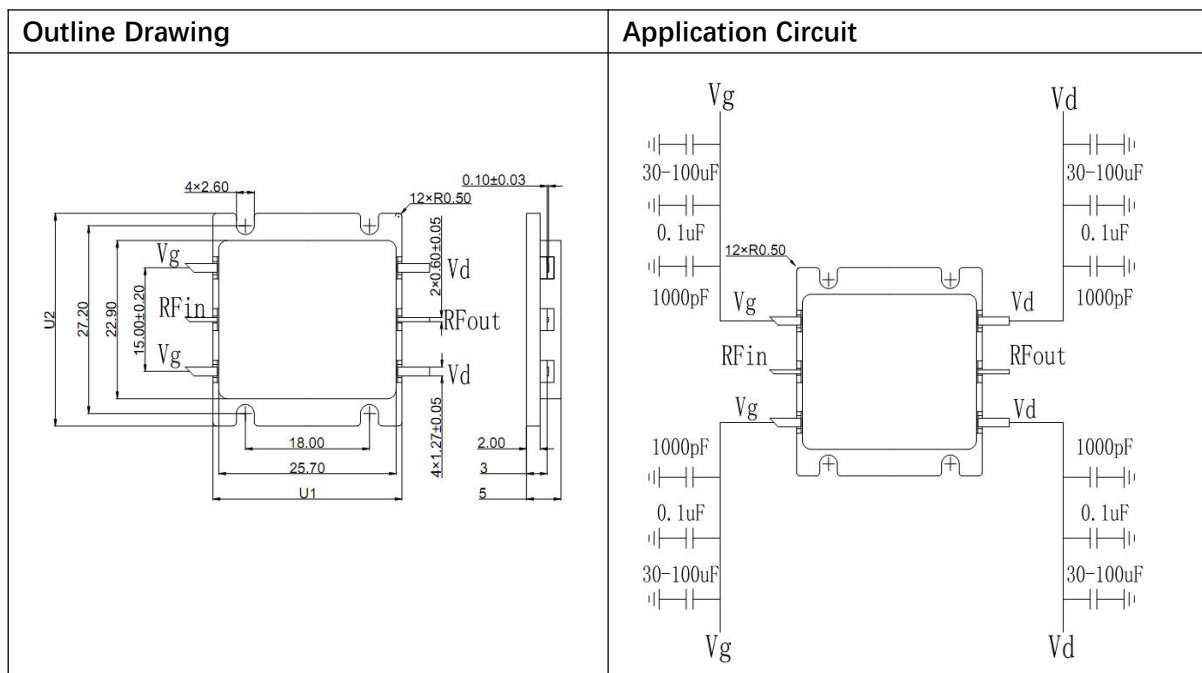 Outline Drawing
Application Circuit
4×2.60
0.10±0.03
12×R0.50
Vg
Vd
2×0.60±0.05
RFin
RFout
Vg
Vd
U2
27.20
22.90
15.00±0.20
4×1.27±0.05
18.00
25.70
U1
2.00
3
5
Vg
Vd
30-100uF
30-100uF
0.1uF
0.1uF
12×R0.50
1000pF
1000pF
Vg
Vd
RFin
RFout
Vg
Vd
1000pF
1000pF
0.1uF
0.1uF
30-100uF
30-100uF
Vg
Vd